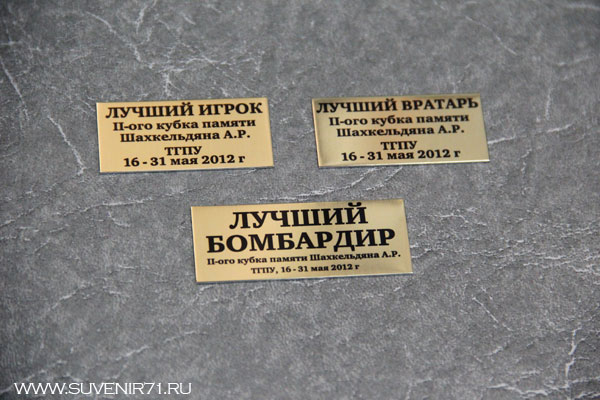 ЛУЧШИЙ ИГРОК
II-ого кубка памяти
Шахкельдяна А.Р.
ТГПУ
16 - 31 мая 2012 г
ЛУЧШИЙ ВРАТАРЬ
II-ого кубка памяти
Шахкельдяна А.Р.
ТГПУ
16 - 31 мая 2012 г
ЛУЧШИЙ
БОМБАРДИР
II-ого кубка памяти Шахкельдяна А.Р.
ТГПУ, 16 - 31 мая 2012 г
WWW.SUVENIR71.RU